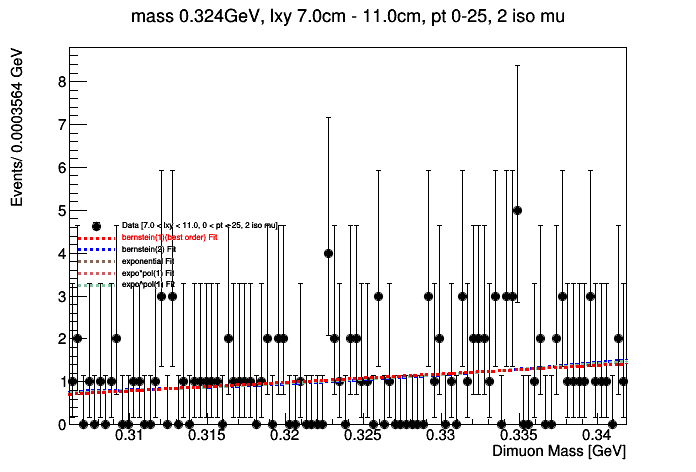 mass 0.324GeV, lxy 7.0cm - 11.0cm, pt 0-25, 2 iso mu
Events/ 0.0003564 GeV
8
7
6
5
4
3
2
1
0
Data [7.0 < lxy < 11.0, 0 < pt < 25, 2 iso mu]
bernstein(1)(best order) Fit
bernstein(2) Fit
exponential Fit
expo*pol(1) Fit
expo*pol(1) Fit
0.31 0.315 0.32 0.325 0.33 0.335 0.34
Dimuon Mass [GeV]